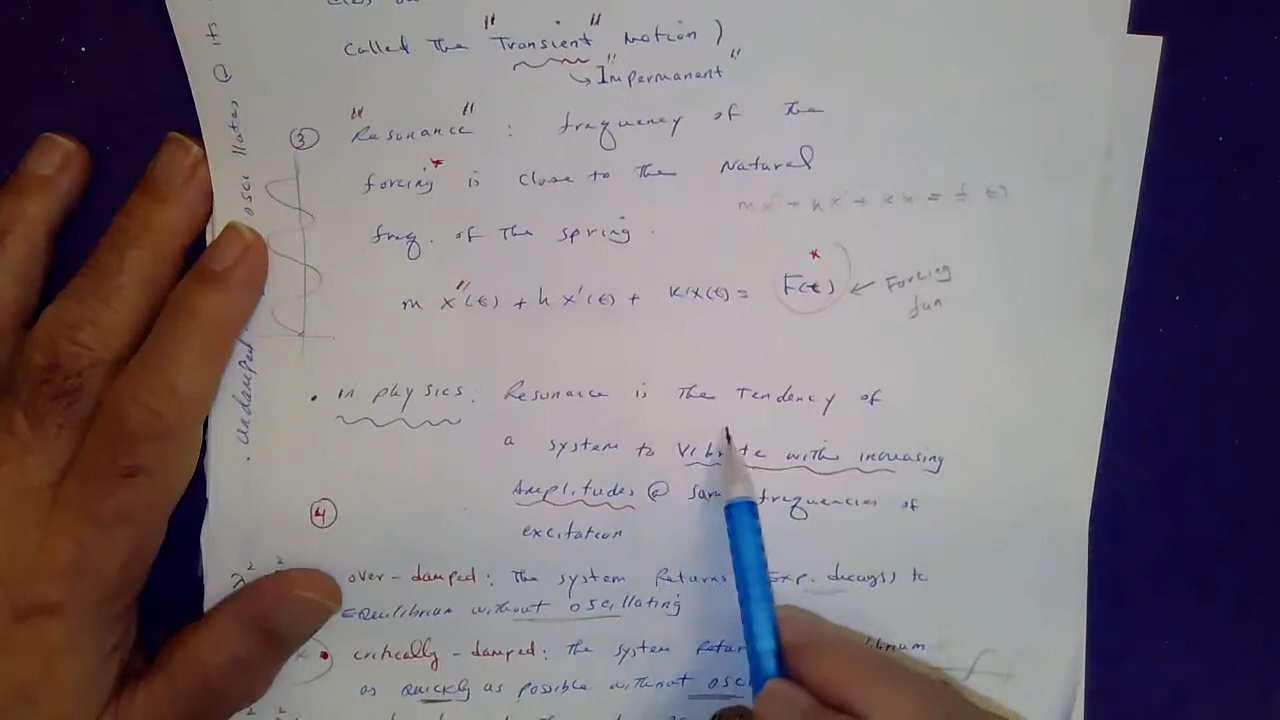 called the "Transient" motion)
↳ "Impermanent"
③ "Resonance" : frequency of the
forcing* is close to the Natural
freq. of the spring.
m x''(t) + h x'(t) + k x(t) = F(t) * ← Forcing fun
• in physics: Resonance is the Tendency of
a system to vibrate with increasing
Amplitudes @ frequencies of
excitation
④
λ² over-damped: the system Returns Exp. decays) to
Equilibrium without oscillating
• critically-damped: the system
as quickly as possible without
• undamped oscillates @ its